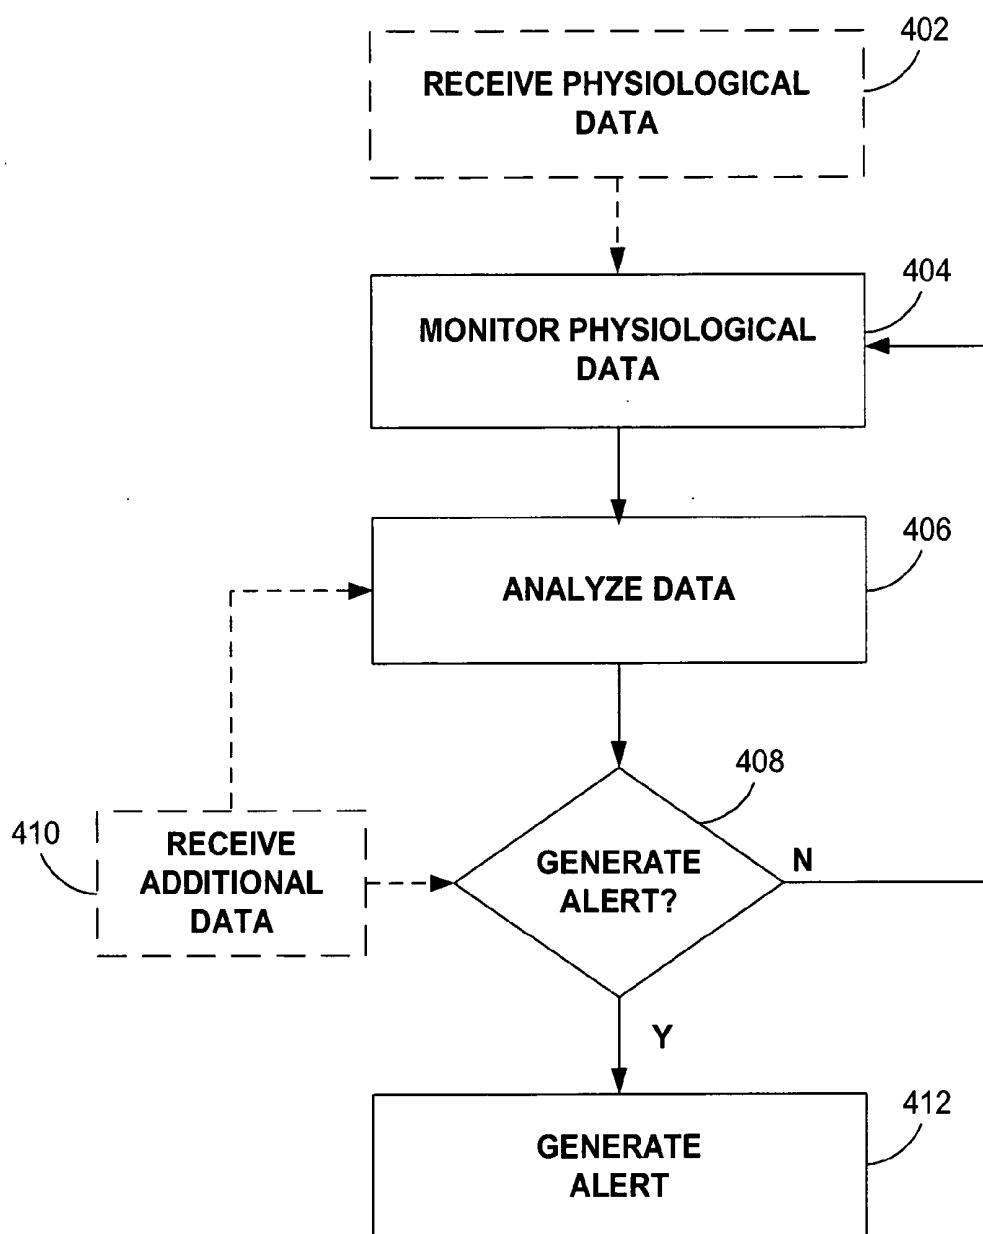 402
RECEIVE PHYSIOLOGICAL
DATA
404
MONITOR PHYSIOLOGICAL
DATA
406
ANALYZE DATA
408
410
RECEIVE
ADDITIONAL
DATA
GENERATE
ALERT?
N
Y
412
GENERATE
ALERT